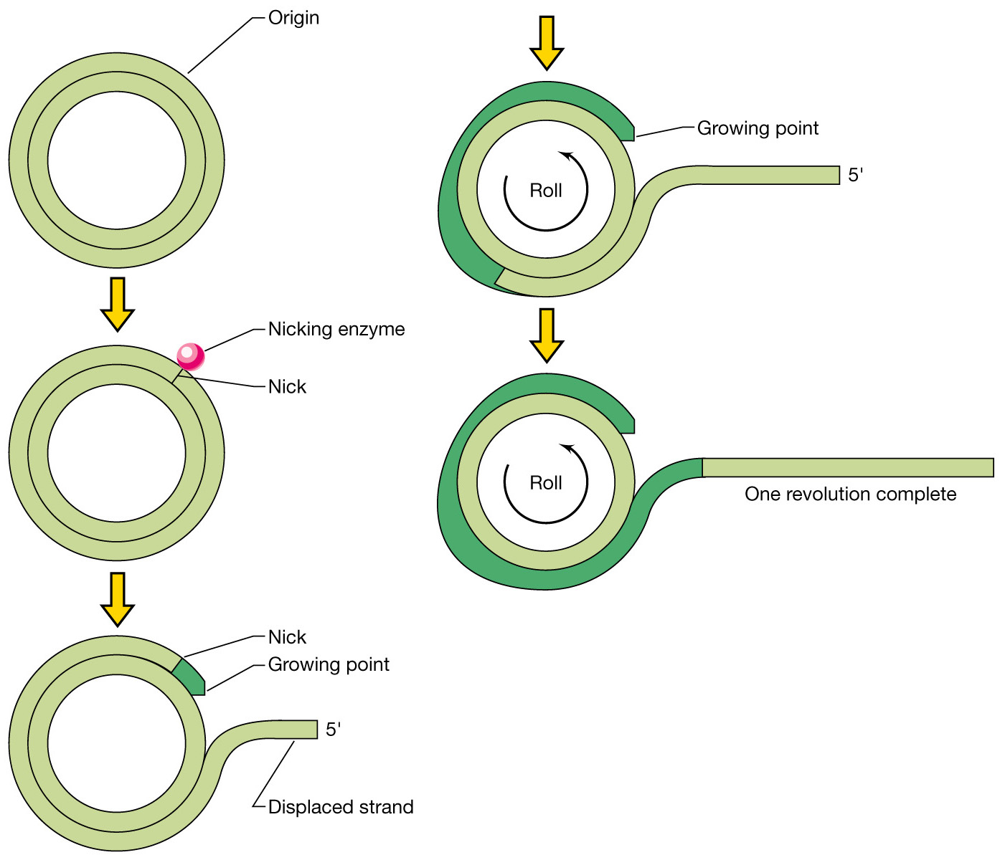 Origin
Nicking enzyme
Nick
Nick
Growing point
5'
Displaced strand
Growing point
5'
Roll
Roll
One revolution complete